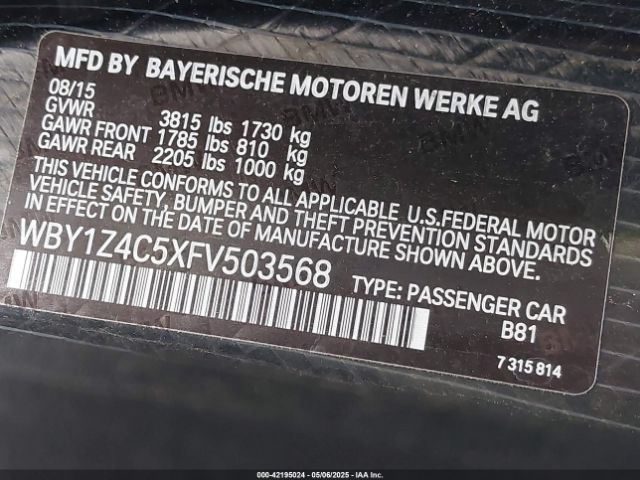 MFD BY BAYERISCHE MOTOREN WERKE AG
08/15
GVWR 3815 lbs 1730 kg
GAWR FRONT 1785 lbs 810 kg
GAWR REAR 2205 lbs 1000 kg
THIS VEHICLE CONFORMS TO ALL APPLICABLE U.S.FEDERAL MOTOR
VEHICLE SAFETY, BUMPER, AND THEFT PREVENTION STANDARDS
IN EFFECT ON THE DATE OF MANUFACTURE SHOWN ABOVE.
WBY1Z4C5XFV503568
TYPE: PASSENGER CAR
B81
7 315 814
000-42195024 - 05/06/2025 - IAAI, Inc.